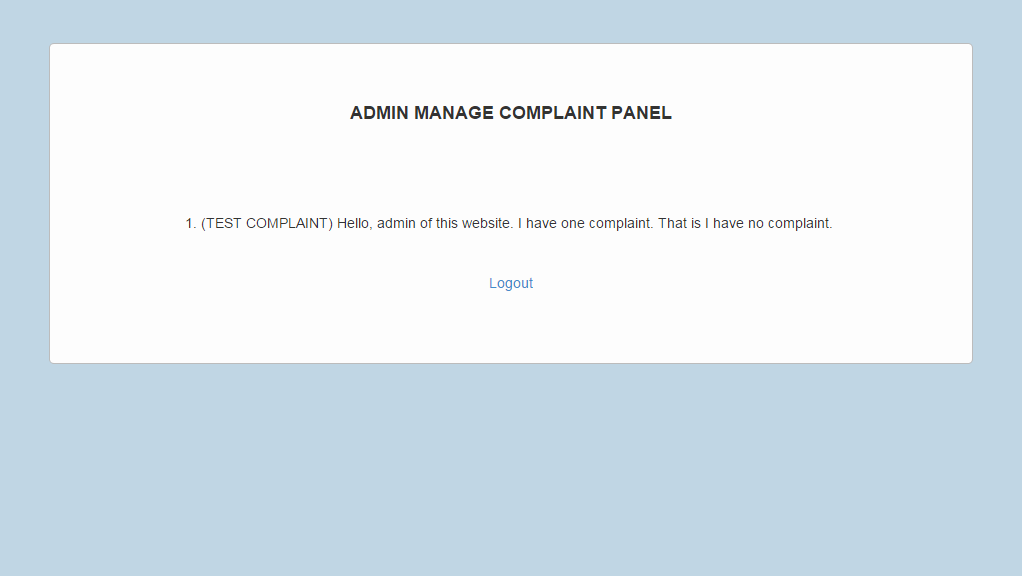 ADMIN MANAGE COMPLAINT PANEL
1. (TEST COMPLAINT) Hello, admin of this website. I have one complaint. That is I have no complaint.
Logout